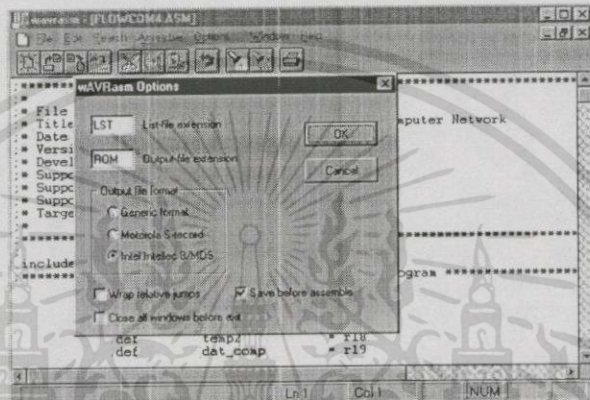 wavrasm - [FLOWCOM4.ASM]
File Edit Search Assemble Options Window Help
wAVRasm Options
LST List-file extension
ROM Output-file extension
OK
Cancel
Output file format
Generic format
Motorola S-record
Intel Intellec 8/MDS
Wrap relative jumps
Save before assemble
Close all windows before exit
;*******************
;*
;* File
;* Title mputer Network
;* Date
;* Versi
;* Devel
;* Suppo
;* Suppo
;* Suppo
;* Targe
;*
;*******************
include
;******* ogram **************
def temp2 = r18
def dat_comp = r19
Ln 1 Col 1 NUM